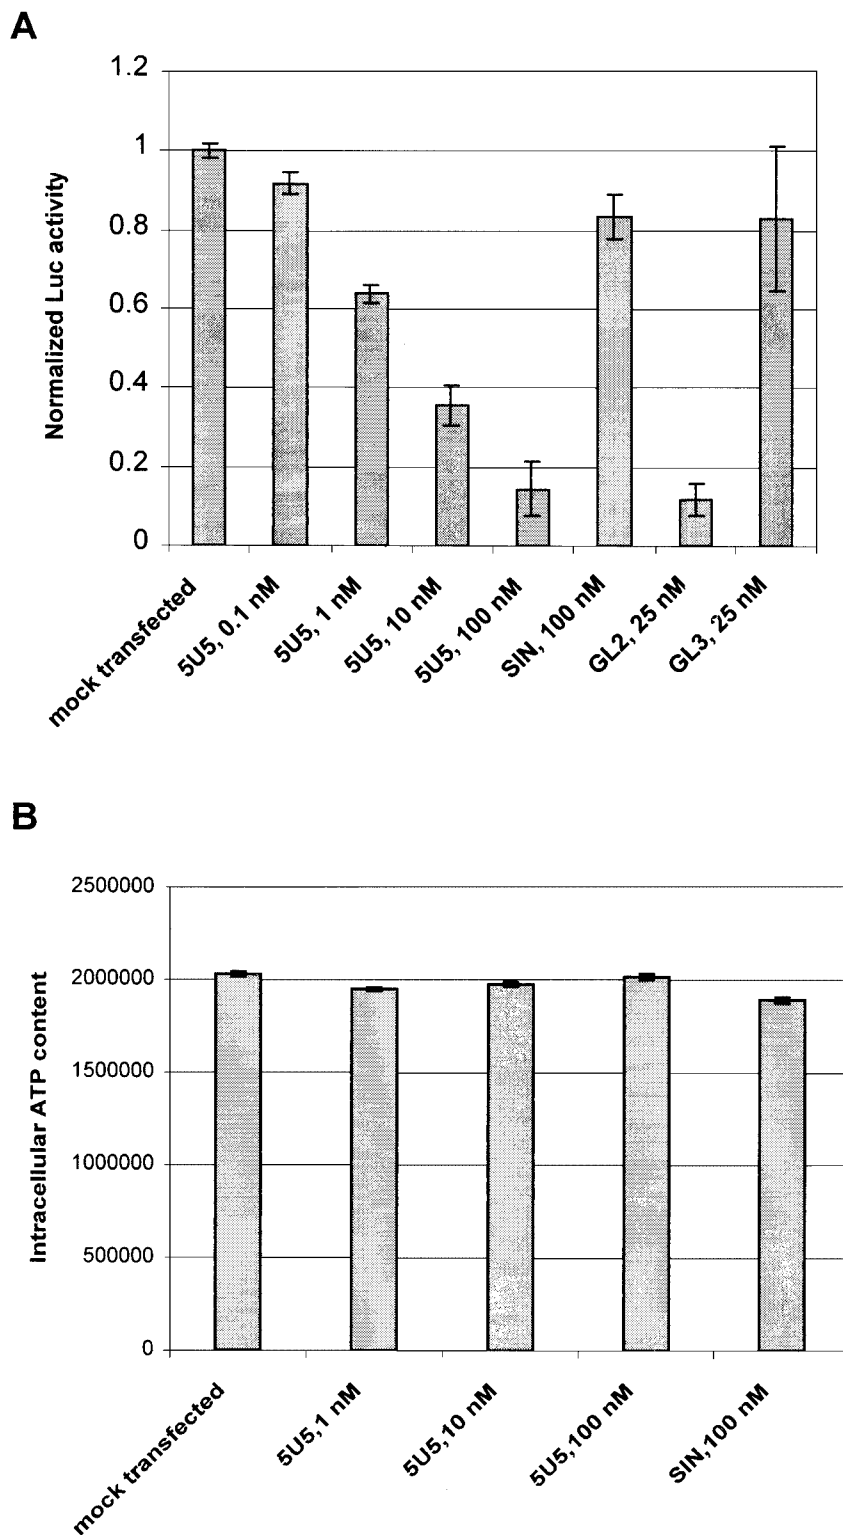 A
1.2
1
0.8
0.6
0.4
0.2
0
Normalized Luc activity
mock transfected
5U5, 0.1 nM
5U5, 1 nM
5U5, 10 nM
5U5, 100 nM
SIN, 100 nM
GL2, 25 nM
GL3, 25 nM
B
2500000
2000000
1500000
1000000
500000
0
Intracellular ATP content
mock transfected
5U5,1 nM
5U5,10 nM
5U5,100 nM
SIN,100 nM